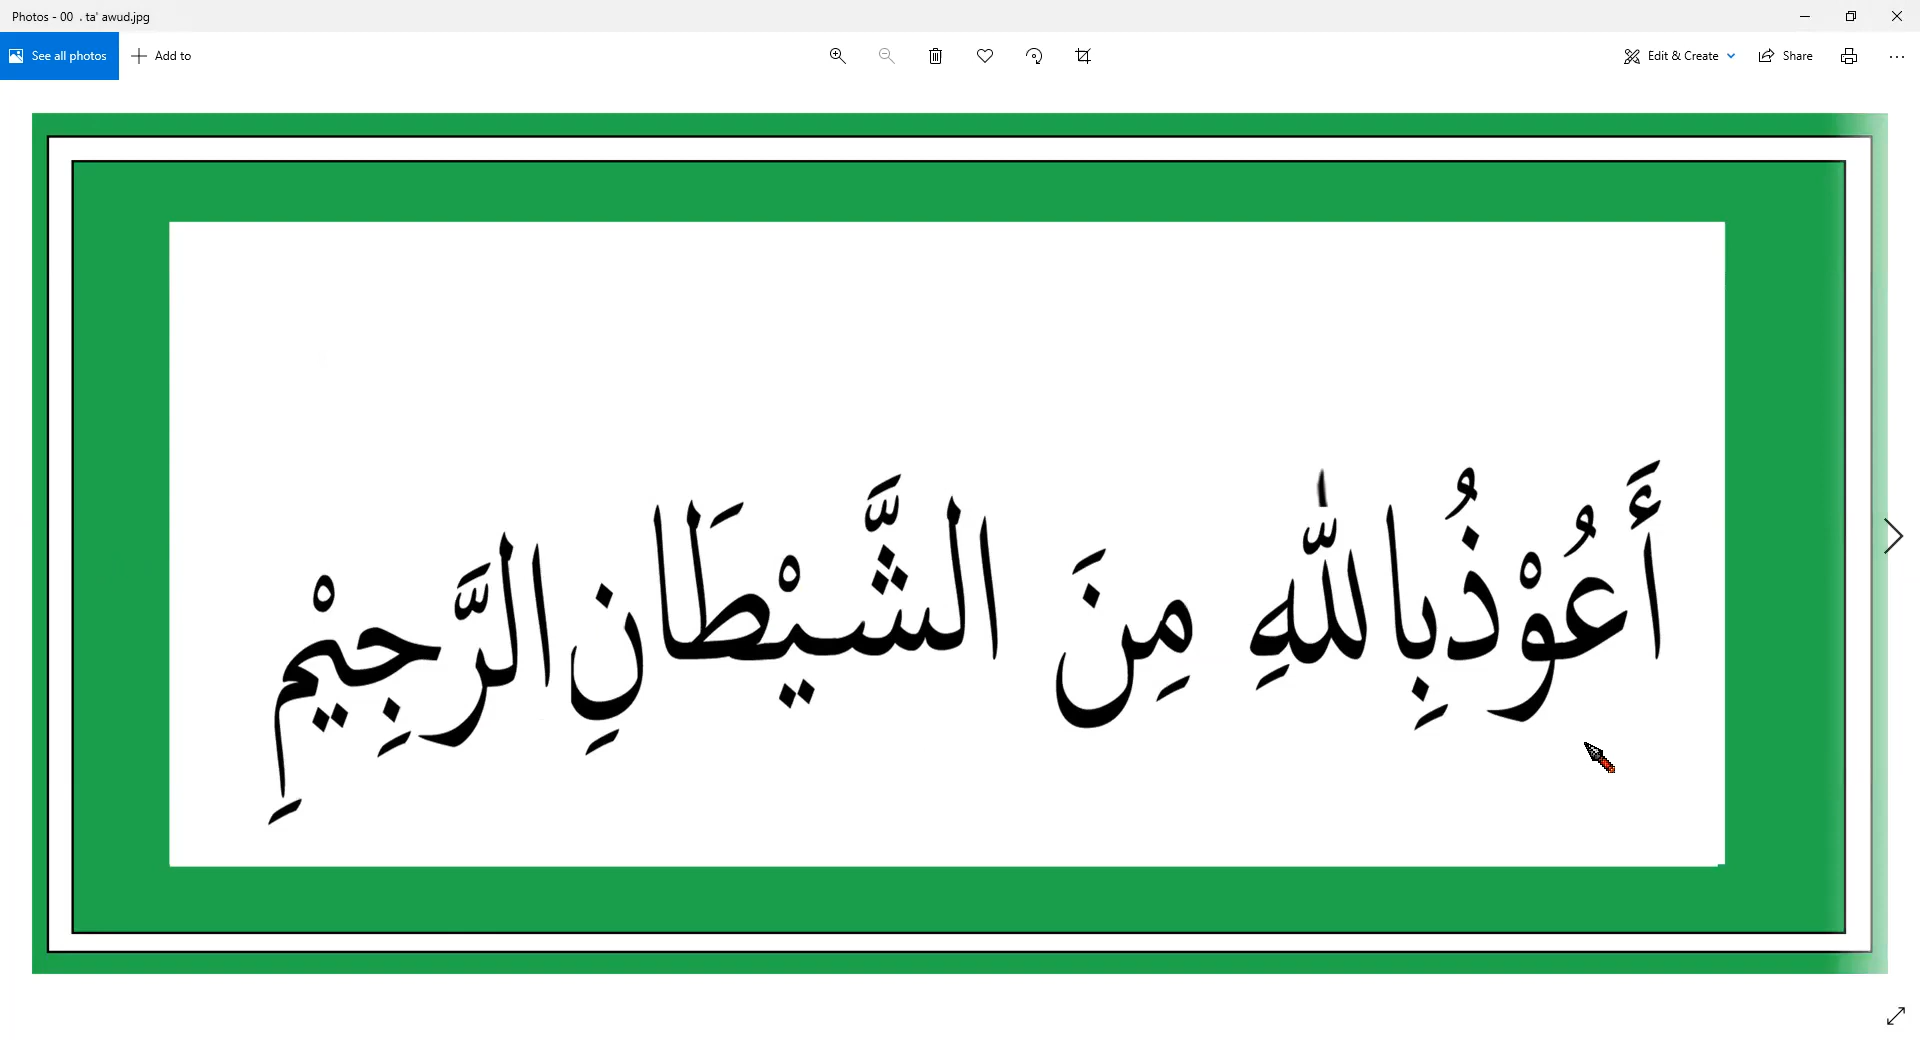 Photos - 00 . ta' awud.jpg
See all photos
Add to
Edit & Create
Share
أَعُوْذُبِاللّٰهِ مِنَ الشَّيْطَانِ الرَّجِيْمِ